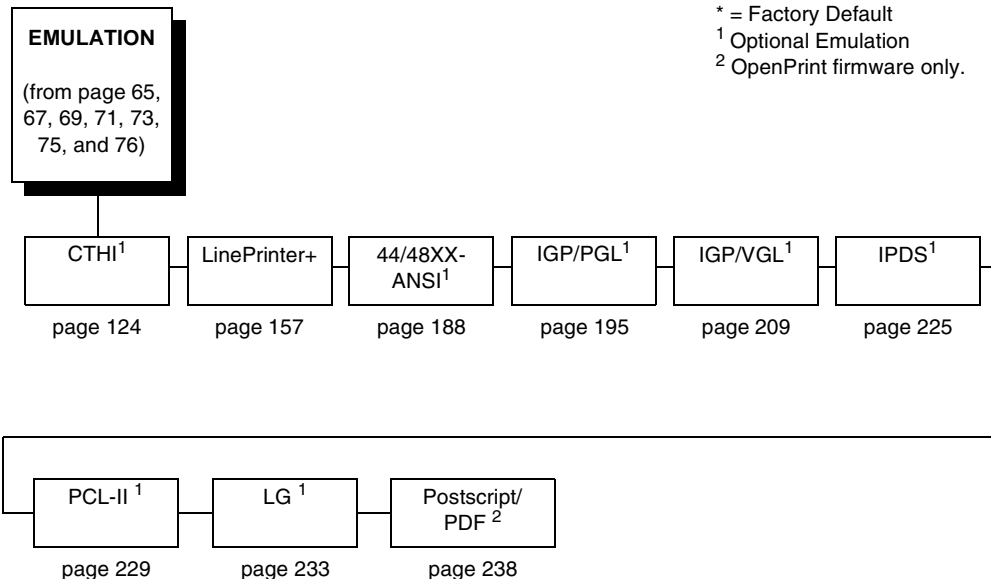 * = Factory Default
1 Optional Emulation
2 OpenPrint firmware only.
EMULATION
(from page 65,
67, 69, 71, 73,
75, and 76)
CTHI1
LinePrinter+
44/48XX-
ANSI1
IGP/PGL1
IGP/VGL1
IPDS1
page 124
page 157
page 188
page 195
page 209
page 225
PCL-II 1
LG 1
Postscript/
PDF 2
page 229
page 233
page 238